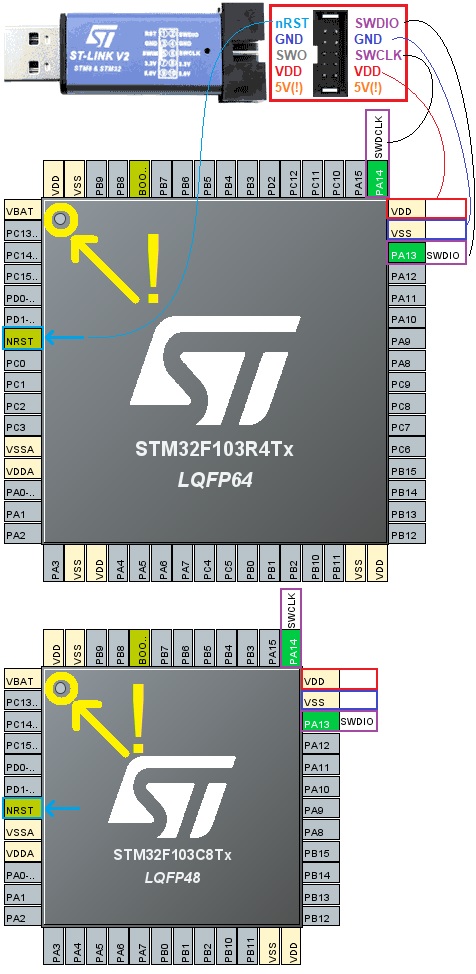 ST-LINK V2
STM8 & STM32
RST
SWDIO
GND
GND
SWIM
SWCLK
3.3V
3.3V
5.0V
5.0V
nRST
SWDIO
GND
GND
SWO
SWCLK
VDD
VDD
5V(!)
5V(!)
SWDCLK
VDD
VSS
PB9
PB8
BOO..
PB7
PB6
PB5
PB4
PB3
PD2
PC12
PC11
PC10
PA15
PA14
VBAT
PC13..
PC14..
PC15..
PD0-..
PD1-..
NRST
PC0
PC1
PC2
PC3
VSSA
VDDA
PA0-..
PA1
PA2
!
ST
STM32F103R4Tx
LQFP64
VDD
VSS
PA13 SWDIO
PA12
PA11
PA10
PA9
PA8
PC9
PC8
PC7
PC6
PB15
PB14
PB13
PB12
PA3
VSS
VDD
PA4
PA5
PA6
PA7
PC4
PC5
PB0
PB1
PB2
PB10
PB11
VSS
VDD
SWCLK
VDD
VSS
PB9
PB8
BOO..
PB7
PB6
PB5
PB4
PB3
PA15
PA14
VBAT
PC13..
PC14..
PC15..
PD0-..
PD1-..
NRST
VSSA
VDDA
PA0-..
PA1
PA2
!
ST
STM32F103C8Tx
LQFP48
VDD
VSS
PA13 SWDIO
PA12
PA11
PA10
PA9
PA8
PB15
PB14
PB13
PB12
PA3
PA4
PA5
PA6
PA7
PB0
PB1
PB2
PB10
PB11
VSS
VDD